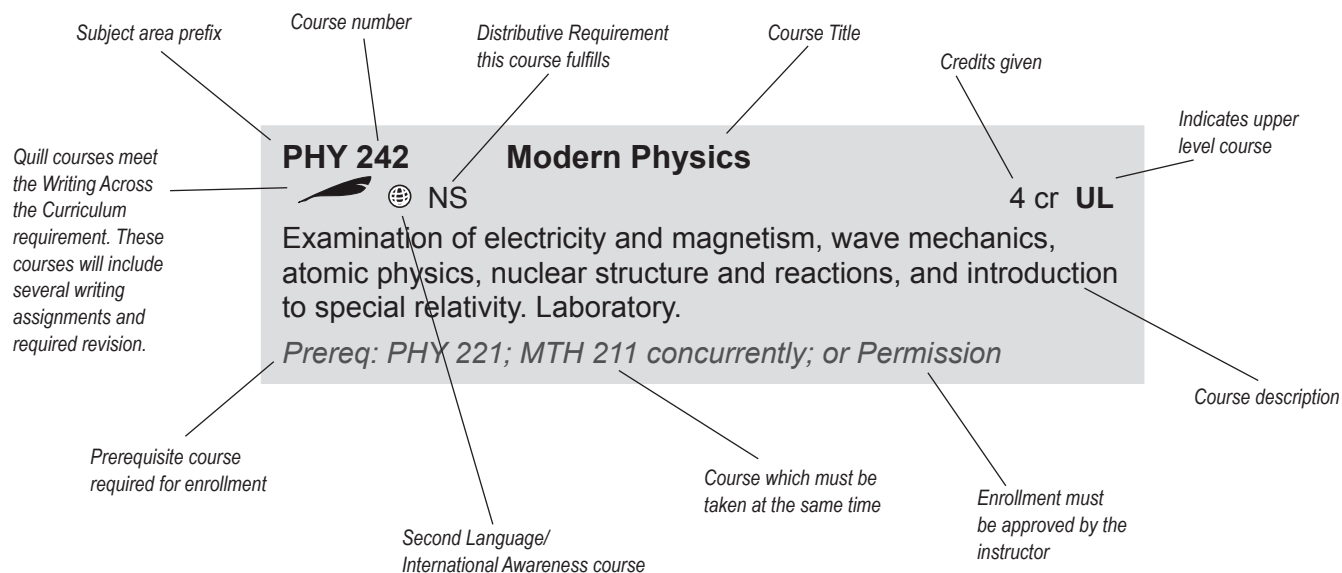 Subject area prefix
Course number
Distributive Requirement
this course fulfills
Course Title
Credits given
Indicates upper
level course
Quill courses meet
the Writing Across
the Curriculum
requirement. These
courses will include
several writing
assignments and
required revision.
PHY 242 Modern Physics
NS 4 cr UL
Examination of electricity and magnetism, wave mechanics,
atomic physics, nuclear structure and reactions, and introduction
to special relativity. Laboratory.
Prereq: PHY 221; MTH 211 concurrently; or Permission
Course description
Prerequisite course
required for enrollment
Course which must be
taken at the same time
Enrollment must
be approved by the
instructor
Second Language/
International Awareness course